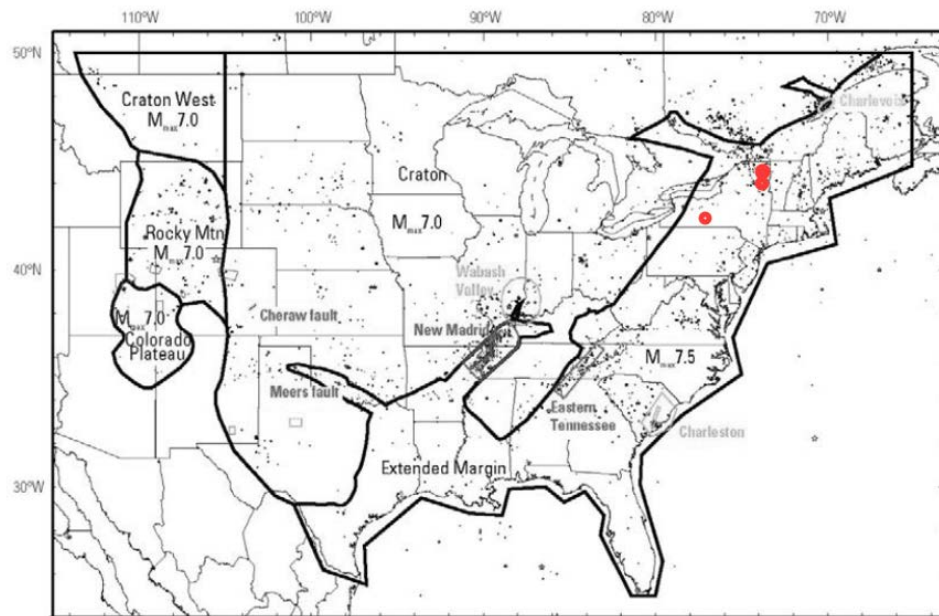 110°W
100°W
90°W
80°W
70°W
50°N
Craton West
Mmax7.0
Charlevoix
Craton
Rocky Mtn
Mmax7.0
Mmax7.0
40°N
Wabash
Valley
Mmax7.0
Colorado
Plateau
Cheraw fault
New Madrid
Mmax7.5
Meers fault
Eastern
Tennessee
Charleston
Extended Margin
30°N